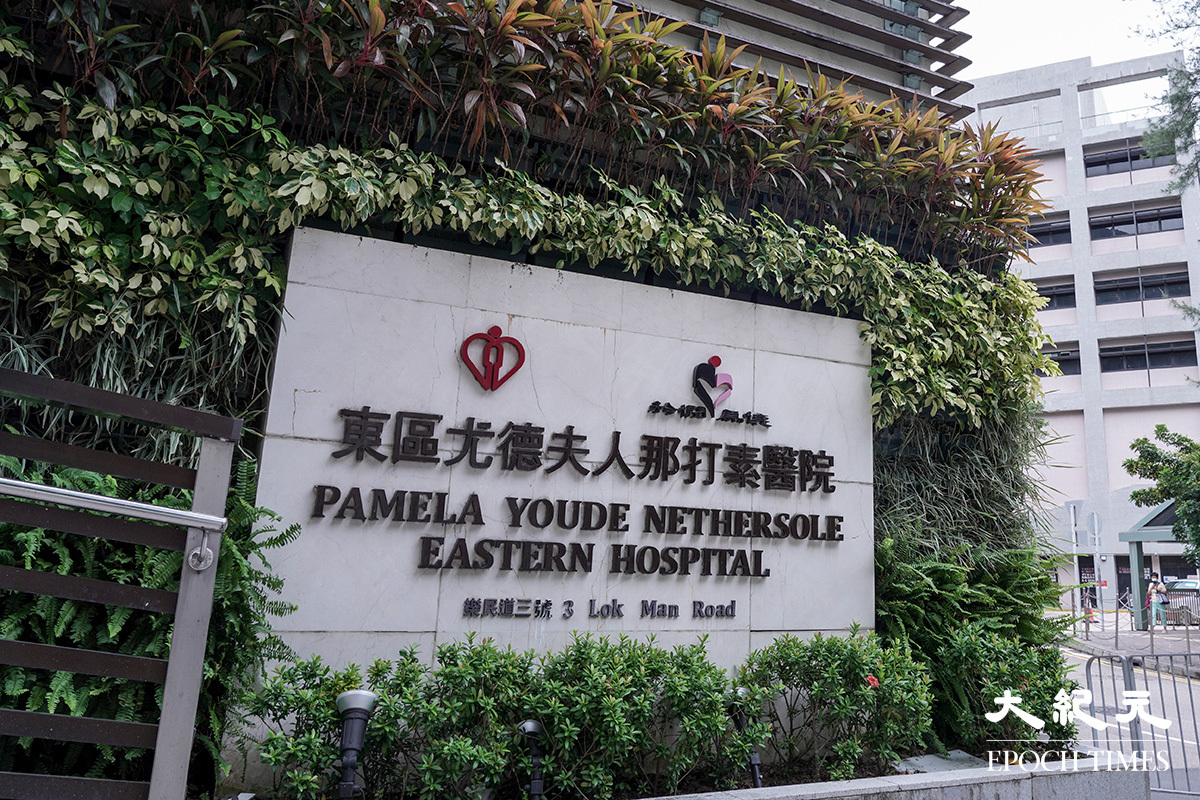 東區尤德夫人那打素醫院
PAMELA YOUDE NETHERSOLE
EASTERN HOSPITAL
樂民道三號 3 Lok Man Road
大紀元
EPOCH TIMES